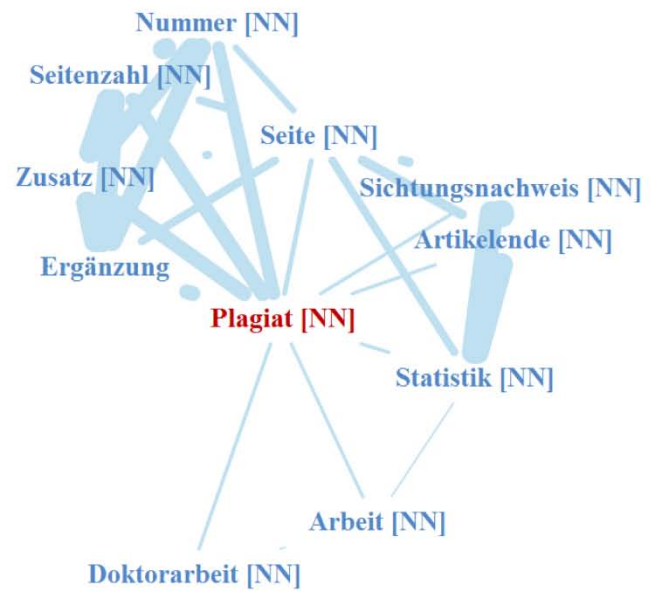 Nummer [NN]
Seitenzahl [NN]
Seite [NN]
Zusatz [NN]
Sichtungsnachweis [NN]
Artikelende [NN]
Ergänzung
Plagiat [NN]
Statistik [NN]
Arbeit [NN]
Doktorarbeit [NN]